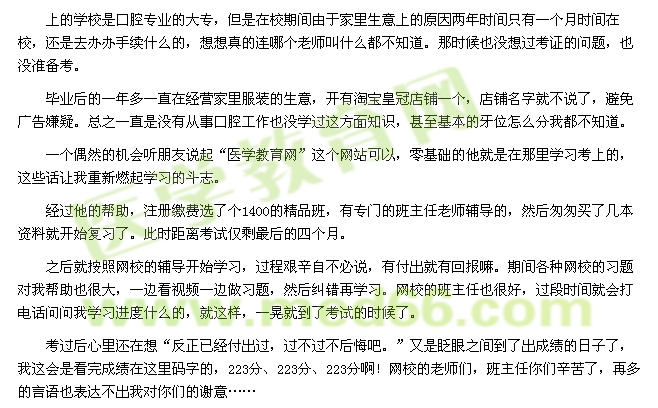 上的学校是口腔专业的大专，但是在校期间由于家里生意上的原因两年时间只有一个月时间在
校，还是去办办手续什么的，想想真的连哪个老师叫什么都不知道。那时候也没想过考证的问题，也
没准备考。
毕业后的一年多一直在经营家里服装的生意，开有淘宝皇冠店铺一个，店铺名字就不说了，避免
广告嫌疑。总之一直是没有从事口腔工作也没学过这方面知识，甚至基本的牙位怎么分我都不知道。
一个偶然的机会听朋友说起“医学教育网”这个网站可以，零基础的他就是在那里学习考上的，
这些话让我重新燃起学习的斗志。
经过他的帮助，注册缴费选了个1400的精品班，有专门的班主任老师辅导的，然后匆匆买了几本
资料就开始复习了。此时距离考试仅剩最后的四个月。
之后就按照网校的辅导开始学习，过程艰辛自不必说，有付出就有回报嘛。期间各种网校的习题
对我帮助也很大，一边看视频一边做习题，然后纠错再学习。网校的班主任也很好，过段时间就会打
电话问问我学习进度什么的，就这样，一晃就到了考试的时候了。
考过后心里还在想“反正已经付出过，过不过不后悔吧。”又是眨眼之间到了出成绩的日子了，
我这会是看完成绩在这里码字的，223分、223分、223分啊！网校的老师们，班主任你们辛苦了，再多
的言语也表达不出我对你们的谢意……
医学教育网
www.med66.com